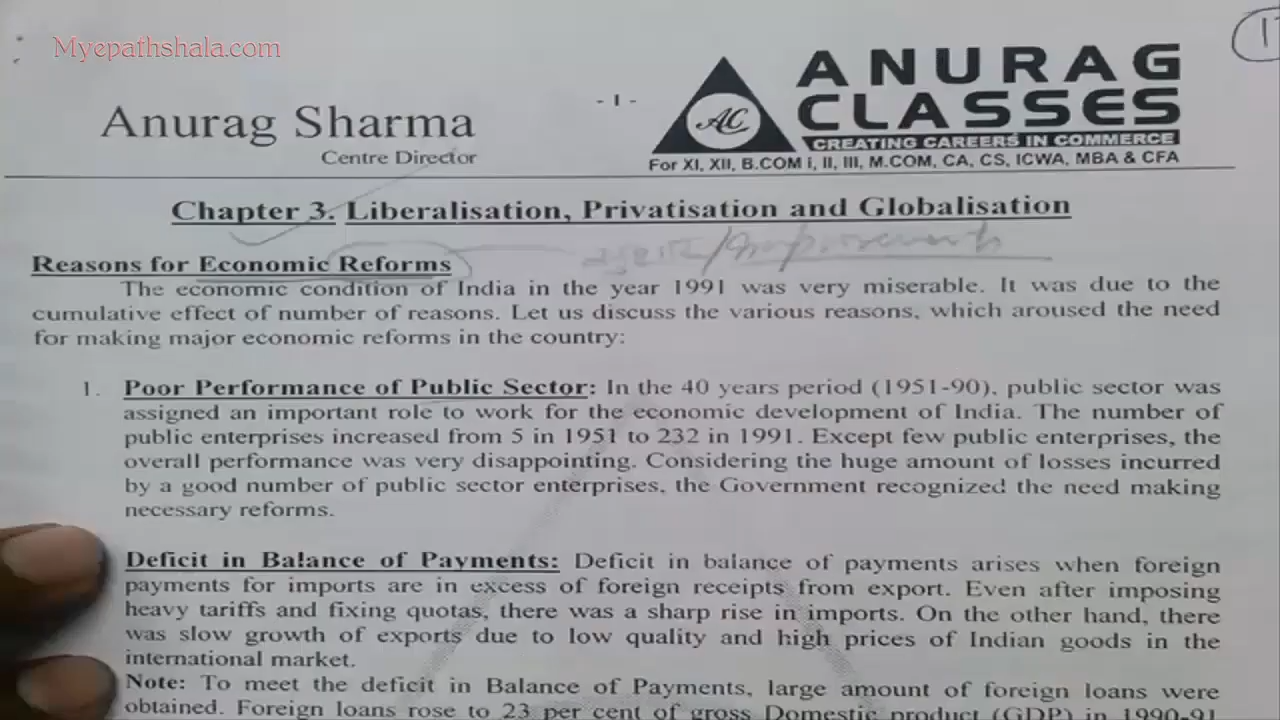 Myepathshala.com
Anurag Sharma
Centre Director
- 1 -
AC
ANURAG
CLASSES
CREATING CAREERS IN COMMERCE
For XI, XII, B.COM i, II, III, M.COM, CA, CS, ICWA, MBA & CFA
Chapter 3. Liberalisation, Privatisation and Globalisation
सुधार/Improvements
Reasons for Economic Reforms
The economic condition of India in the year 1991 was very miserable. It was due to the
cumulative effect of number of reasons. Let us discuss the various reasons, which aroused the need
for making major economic reforms in the country:
1. Poor Performance of Public Sector: In the 40 years period (1951-90), public sector was
assigned an important role to work for the economic development of India. The number of
public enterprises increased from 5 in 1951 to 232 in 1991. Except few public enterprises, the
overall performance was very disappointing. Considering the huge amount of losses incurred
by a good number of public sector enterprises, the Government recognized the need making
necessary reforms.
Deficit in Balance of Payments: Deficit in balance of payments arises when foreign
payments for imports are in excess of foreign receipts from export. Even after imposing
heavy tariffs and fixing quotas, there was a sharp rise in imports. On the other hand, there
was slow growth of exports due to low quality and high prices of Indian goods in the
international market.
Note: To meet the deficit in Balance of Payments, large amount of foreign loans were
obtained. Foreign loans rose to 23 per cent of gross Domestic product (GDP) in 1990-91